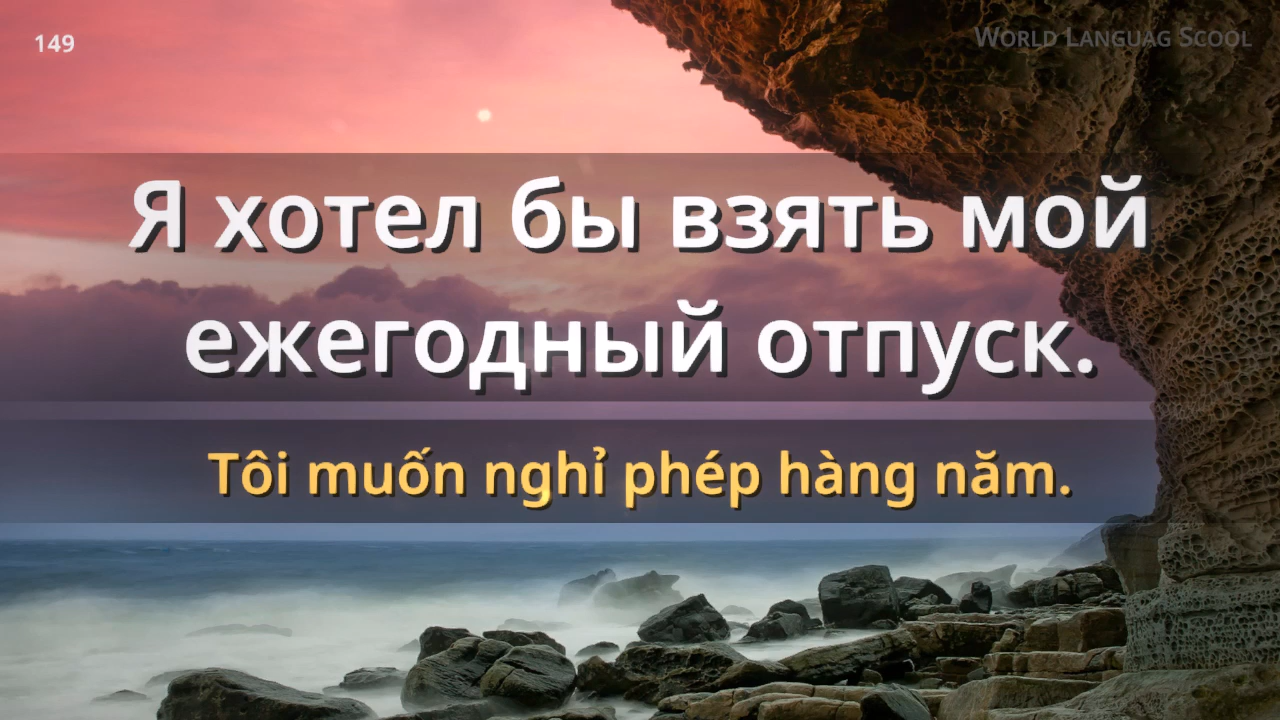 149
World Languag Scool
Я хотел бы взять мой
ежегодный отпуск.
Tôi muốn nghỉ phép hàng năm.